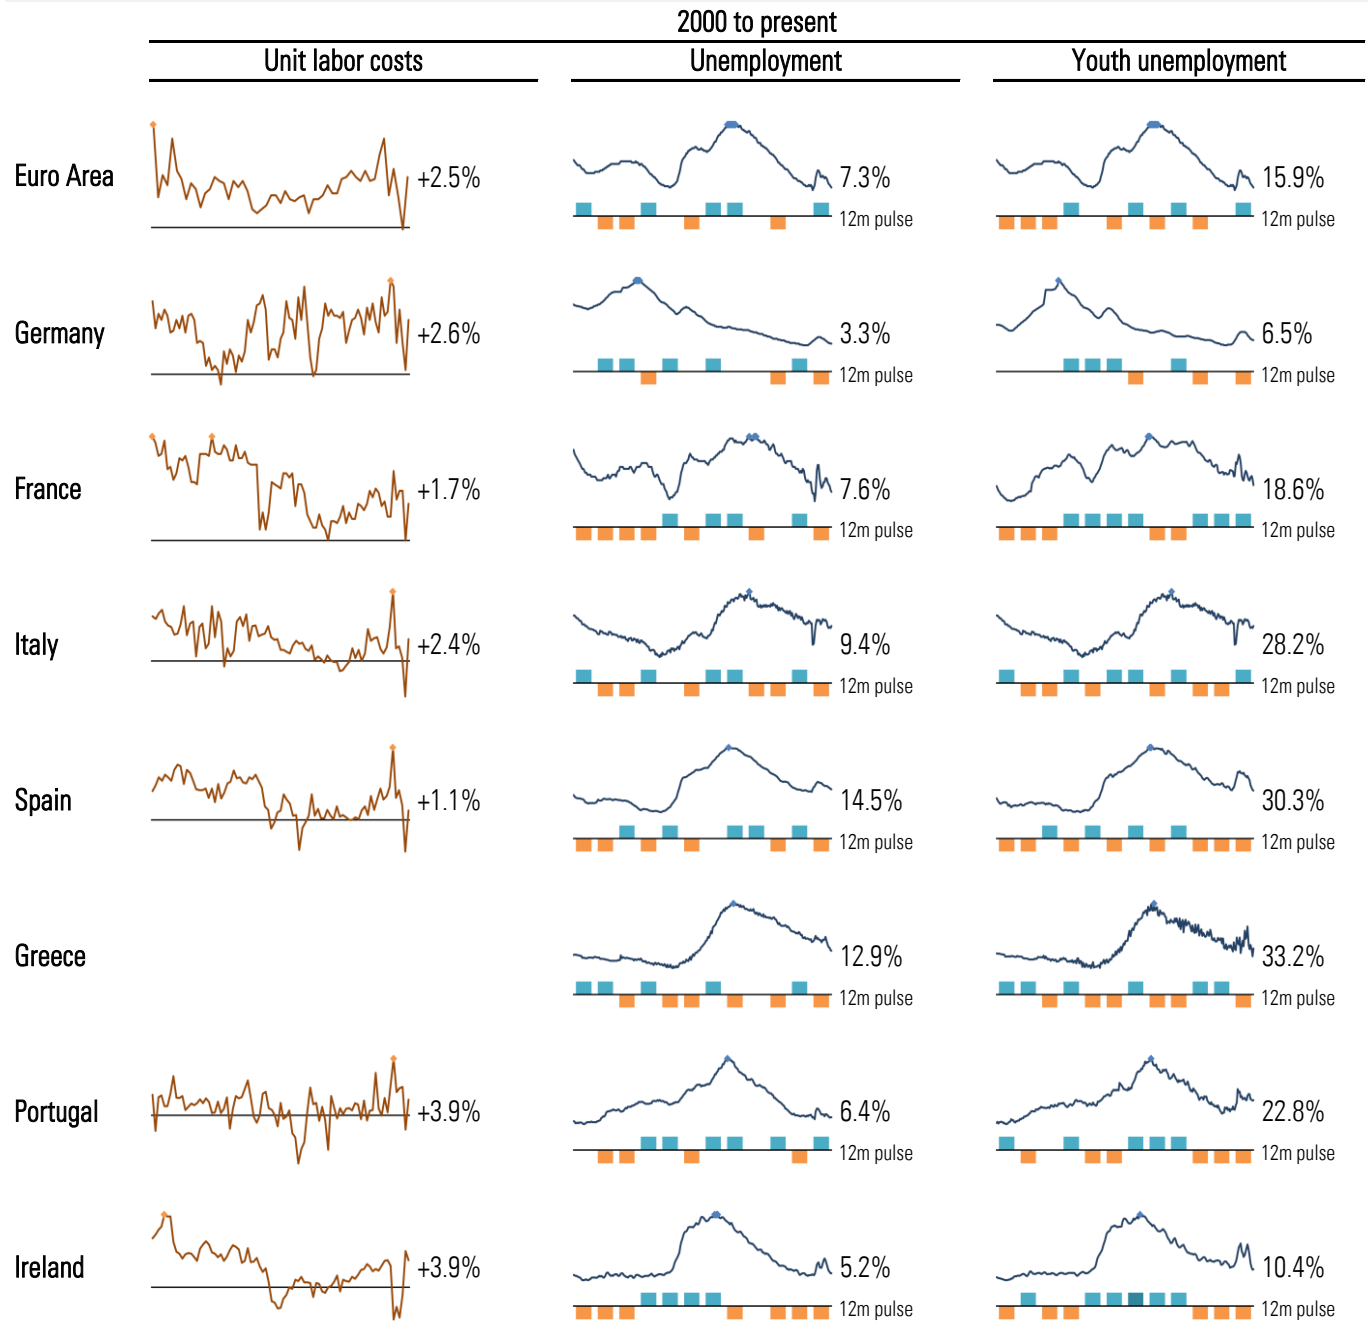 2000 to present
Unit labor costs Unemployment Youth unemployment
Euro Area +2.5% 7.3% 15.9%
12m pulse 12m pulse
Germany +2.6% 3.3% 6.5%
12m pulse 12m pulse
France +1.7% 7.6% 18.6%
12m pulse 12m pulse
Italy +2.4% 9.4% 28.2%
12m pulse 12m pulse
Spain +1.1% 14.5% 30.3%
12m pulse 12m pulse
Greece 12.9% 33.2%
12m pulse 12m pulse
Portugal +3.9% 6.4% 22.8%
12m pulse 12m pulse
Ireland +3.9% 5.2% 10.4%
12m pulse 12m pulse